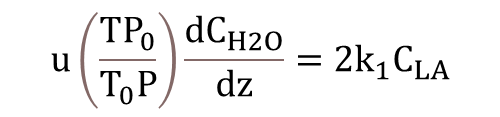 u(TP₀/T₀P)dC_H2O/dz = 2k₁C_LA